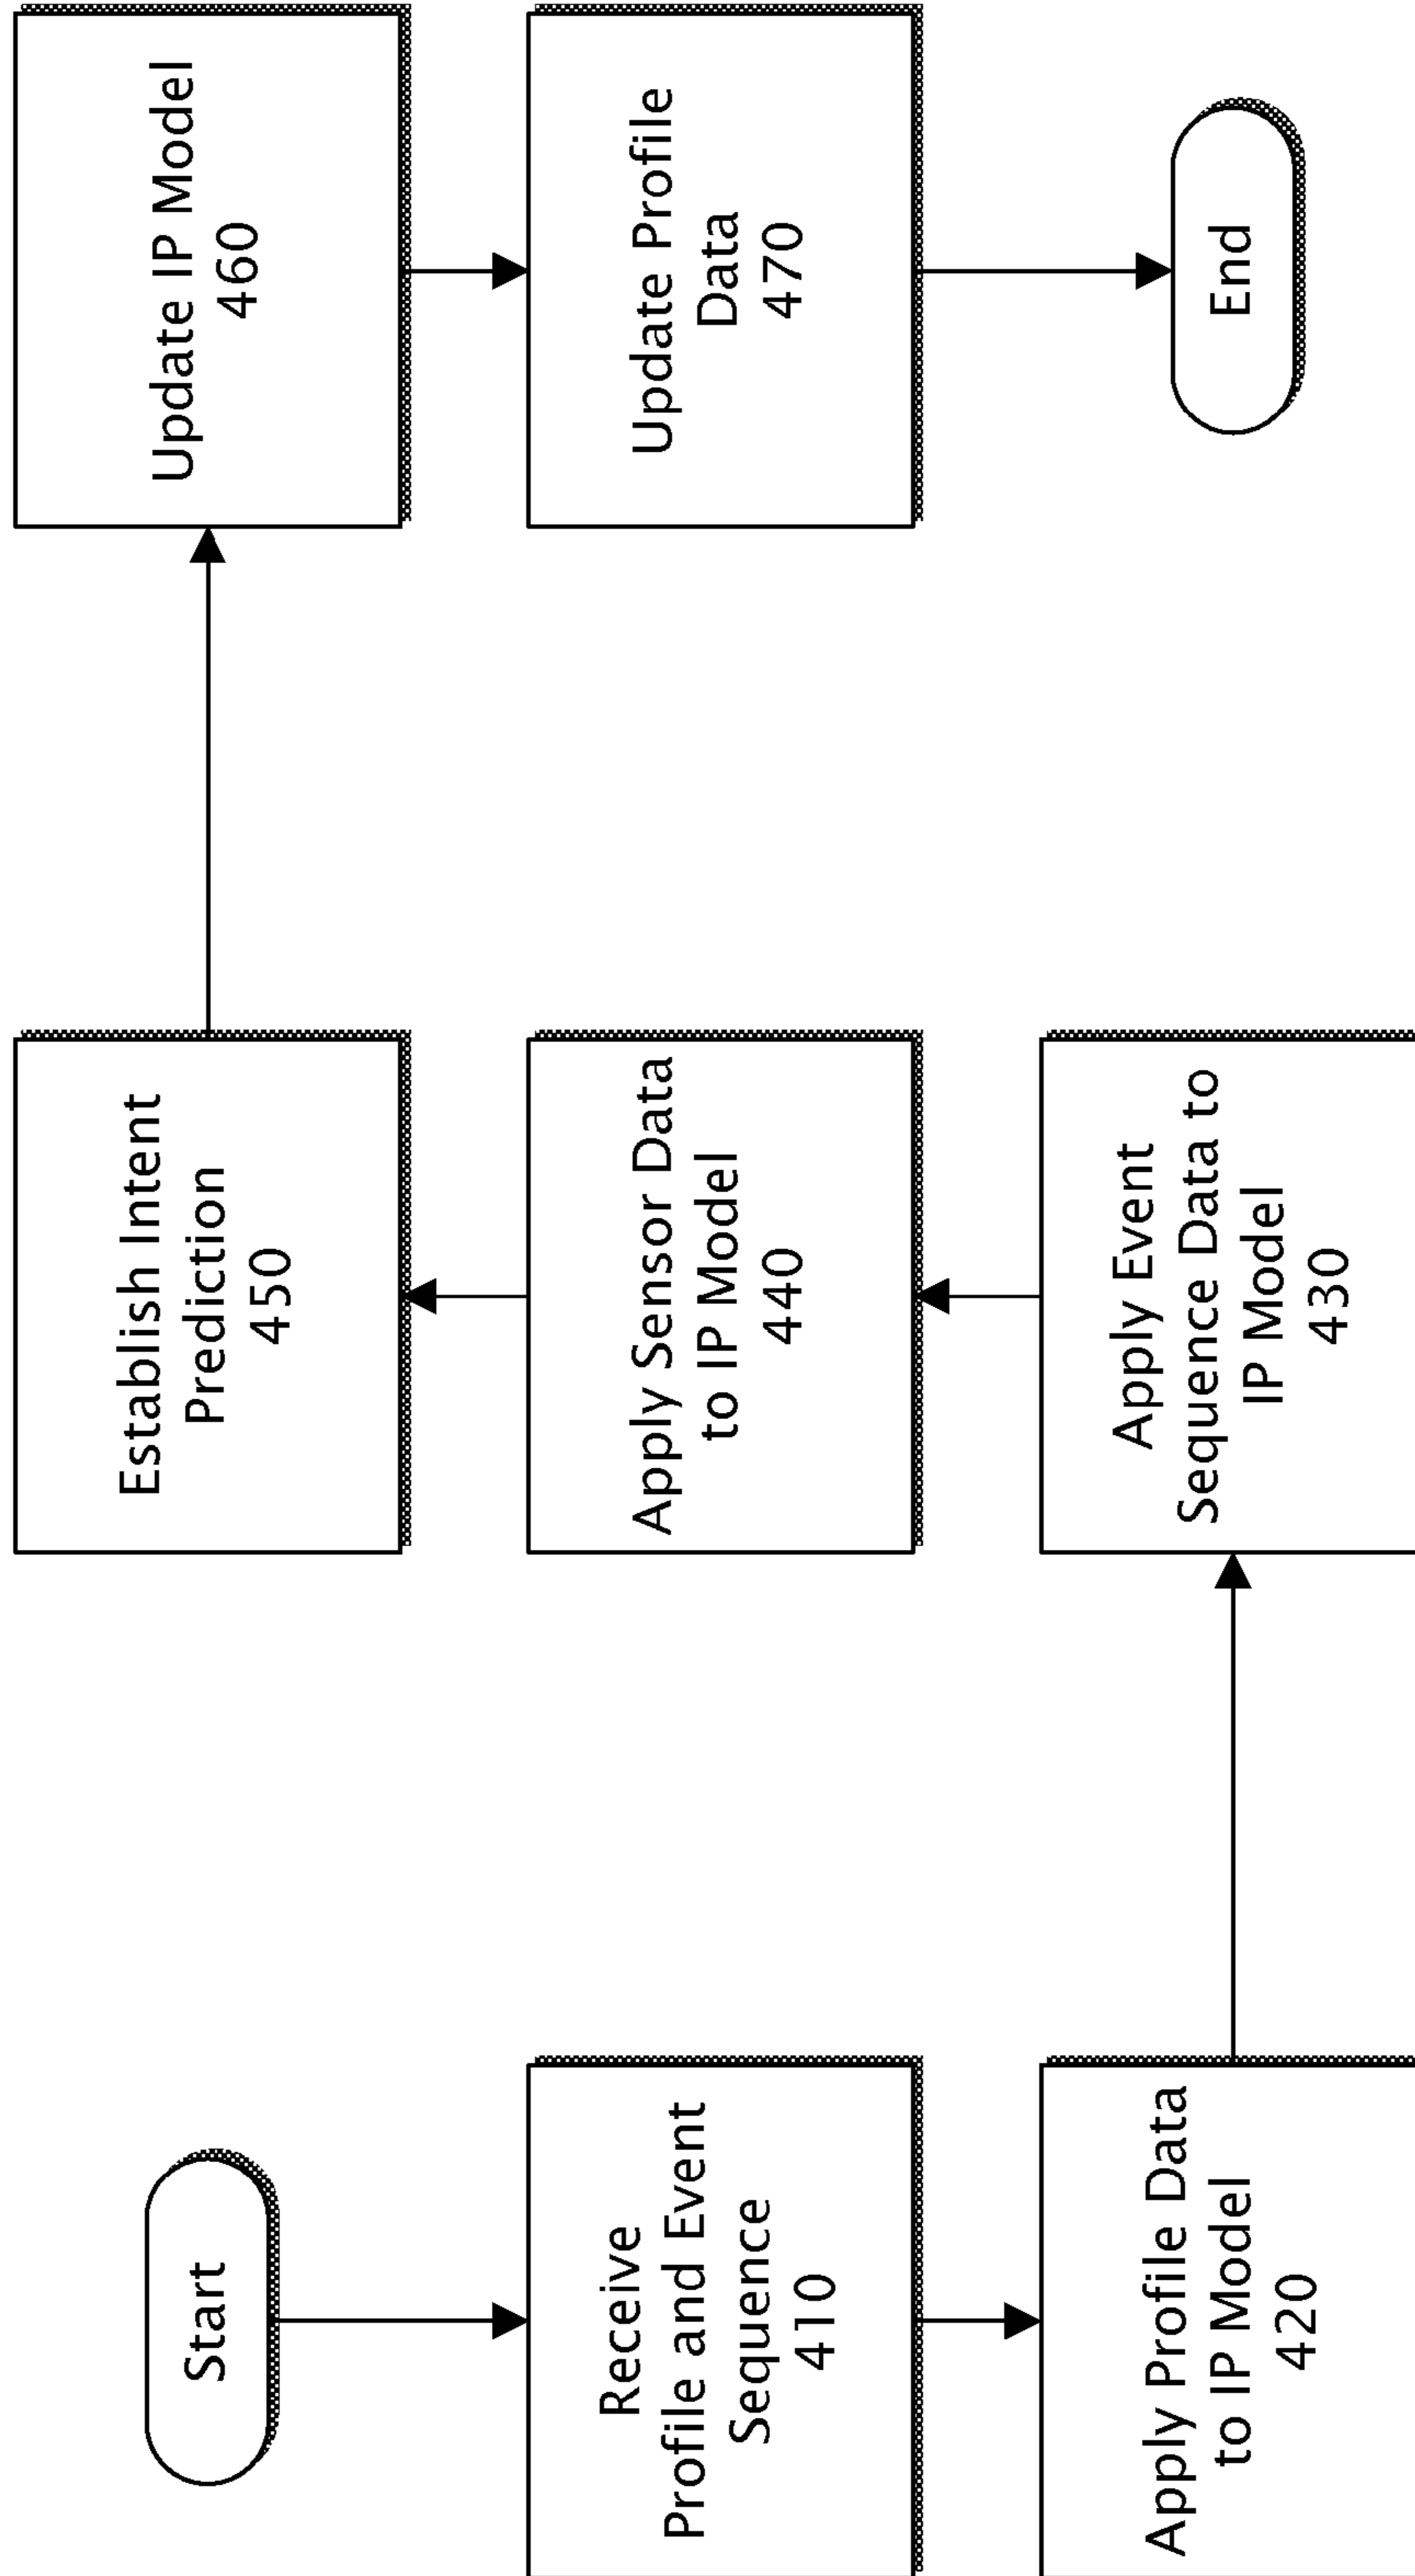 Start
Receive
Profile and Event
Sequence
410
Apply Profile Data
to IP Model
420
Apply Event
Sequence Data to
IP Model
430
Apply Sensor Data
to IP Model
440
Establish Intent
Prediction
450
Update IP Model
460
Update Profile
Data
470
End